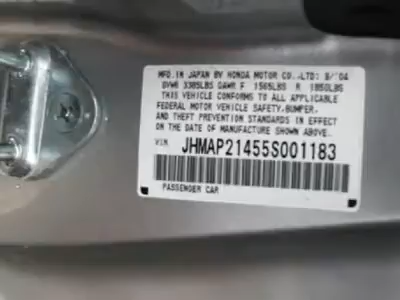 MFD. IN JAPAN BY HONDA MOTOR CO.,LTD: 8/'04
GVWR 3385LBS GAWR F 1565LBS R 1850LBS
THIS VEHICLE CONFORMS TO ALL APPLICABLE
FEDERAL MOTOR VEHICLE SAFETY,BUMPER,
AND THEFT PREVENTION STANDARDS IN EFFECT
ON THE DATE OF MANUFACTURE SHOWN ABOVE.
VIN JHMAP21455S001183
PASSENGER CAR